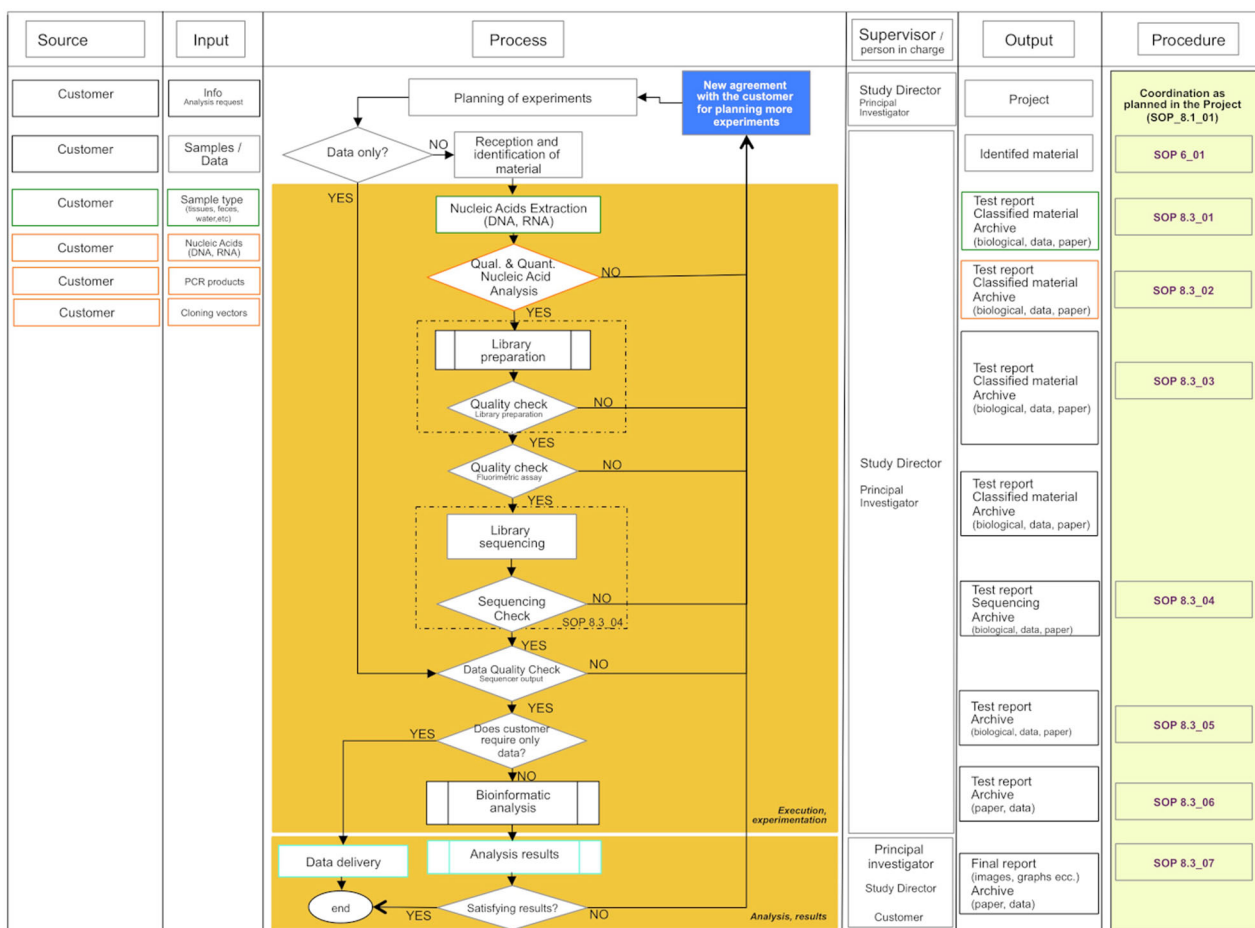 Source
Input
Process
Supervisor /
person in charge
Output
Procedure
Customer
Info
Analysis request
Planning of experiments
New agreement
with the customer
for planning more
experiments
Study Director
Principal
Investigator
Project
Coordination as
planned in the Project
(SOP_8.1_01)
Customer
Samples /
Data
Data only?
NO
Reception and
identification of
material
Identifed material
SOP 6_01
YES
Customer
Sample type
(tissues, feces,
water,etc)
Nucleic Acids Extraction
(DNA, RNA)
Test report
Classified material
Archive
(biological, data, paper)
SOP 8.3_01
Customer
Nucleic Acids
(DNA, RNA)
Customer
PCR products
Customer
Cloning vectors
Qual. & Quant.
Nucleic Acid
Analysis
NO
YES
Test report
Classified material
Archive
(biological, data, paper)
SOP 8.3_02
Library
preparation
Quality check
Library preparation
NO
YES
Test report
Classified material
Archive
(biological, data, paper)
SOP 8.3_03
Quality check
Fluorimetric assay
NO
YES
Study Director
Principal
Investigator
Test report
Classified material
Archive
(biological, data, paper)
Library
sequencing
Sequencing
Check
NO
SOP 8.3_04
YES
Test report
Sequencing
Archive
(biological, data, paper)
SOP 8.3_04
Data Quality Check
Sequencer output
NO
YES
Does customer
require only
data?
YES
NO
Test report
Archive
(biological, data, paper)
SOP 8.3_05
Bioinformatic
analysis
Execution,
experimentation
Test report
Archive
(paper, data)
SOP 8.3_06
Data delivery
Analysis results
Principal
investigator
Study Director
Customer
Final report
(images, graphs ecc.)
Archive
(paper, data)
SOP 8.3_07
end
YES
Satisfying results?
NO
Analysis, results